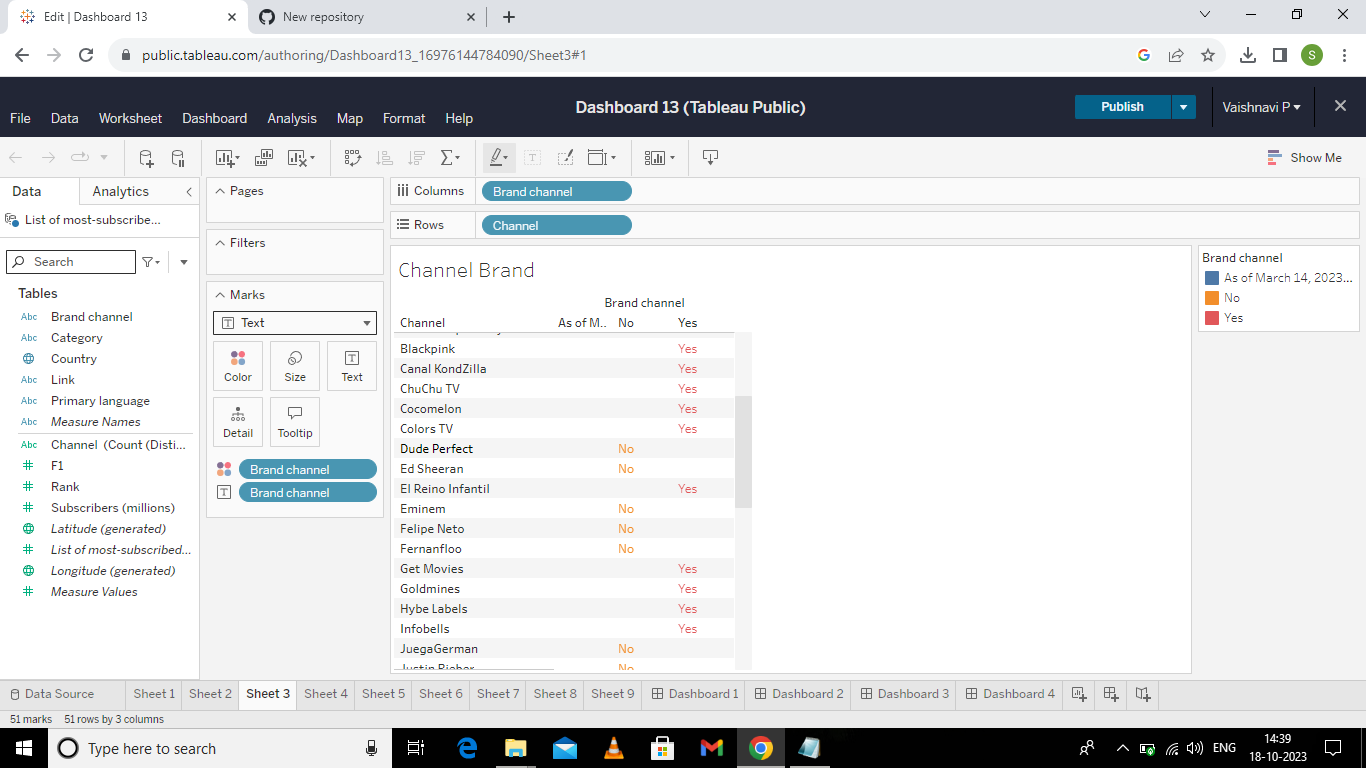 Edit | Dashboard 13
New repository
public.tableau.com/authoring/Dashboard13_16976144784090/Sheet3#1
S
Dashboard 13 (Tableau Public)
Publish
Vaishnavi P
File Data Worksheet Dashboard Analysis Map Format Help
Show Me
Data Analytics
List of most-subscribe...
Search
Tables
Abc Brand channel
Abc Category
Country
Abc Link
Abc Primary language
Abc Measure Names
Abc Channel (Count (Disti...
F1
Rank
Subscribers (millions)
Latitude (generated)
List of most-subscribed...
Longitude (generated)
Measure Values
Pages
Filters
Marks
Text
Color Size Text
Detail Tooltip
Brand channel
Brand channel
Columns Brand channel
Rows Channel
Channel Brand
Brand channel
Channel As of M.. No Yes
Blackpink Yes
Canal KondZilla Yes
ChuChu TV Yes
Cocomelon Yes
Colors TV Yes
Dude Perfect No
Ed Sheeran No
El Reino Infantil Yes
Eminem No
Felipe Neto No
Fernanfloo No
Get Movies Yes
Goldmines Yes
Hybe Labels Yes
Infobells Yes
JuegaGerman No
Justin Bieber No
Brand channel
As of March 14, 2023...
No
Yes
Data Source Sheet 1 Sheet 2 Sheet 3 Sheet 4 Sheet 5 Sheet 6 Sheet 7 Sheet 8 Sheet 9 Dashboard 1 Dashboard 2 Dashboard 3 Dashboard 4
51 marks 51 rows by 3 columns
Type here to search
ENG
14:39
18-10-2023